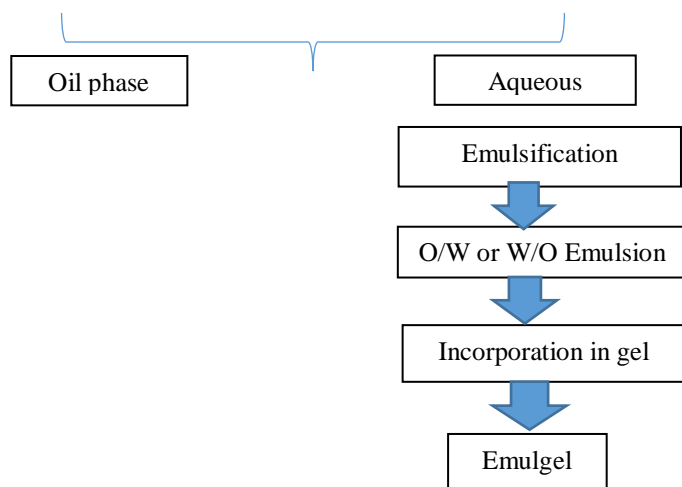 Oil phase
Aqueous
Emulsification
O/W or W/O Emulsion
Incorporation in gel
Emulgel